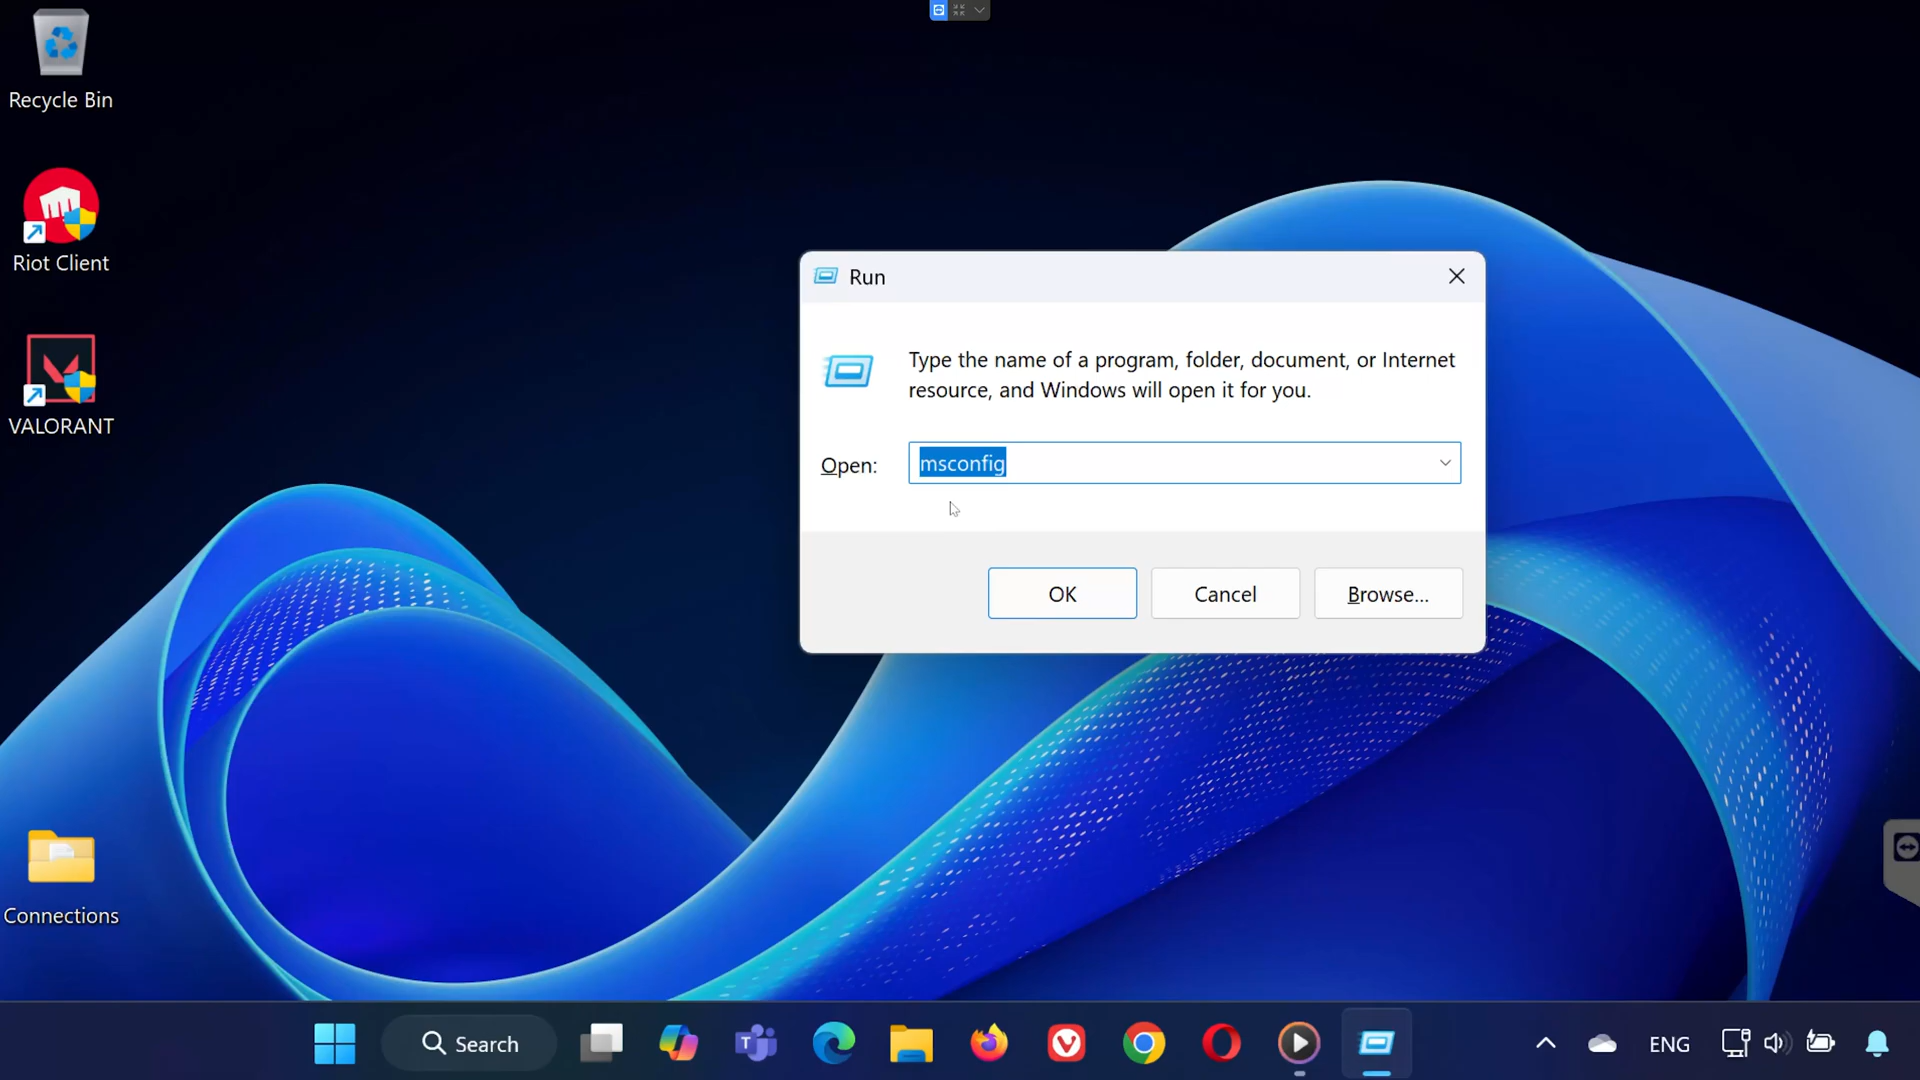 Recycle Bin
Riot Client
VALORANT
Connections
Run
Type the name of a program, folder, document, or Internet
resource, and Windows will open it for you.
Open:
msconfig
OK
Cancel
Browse...
Search
ENG